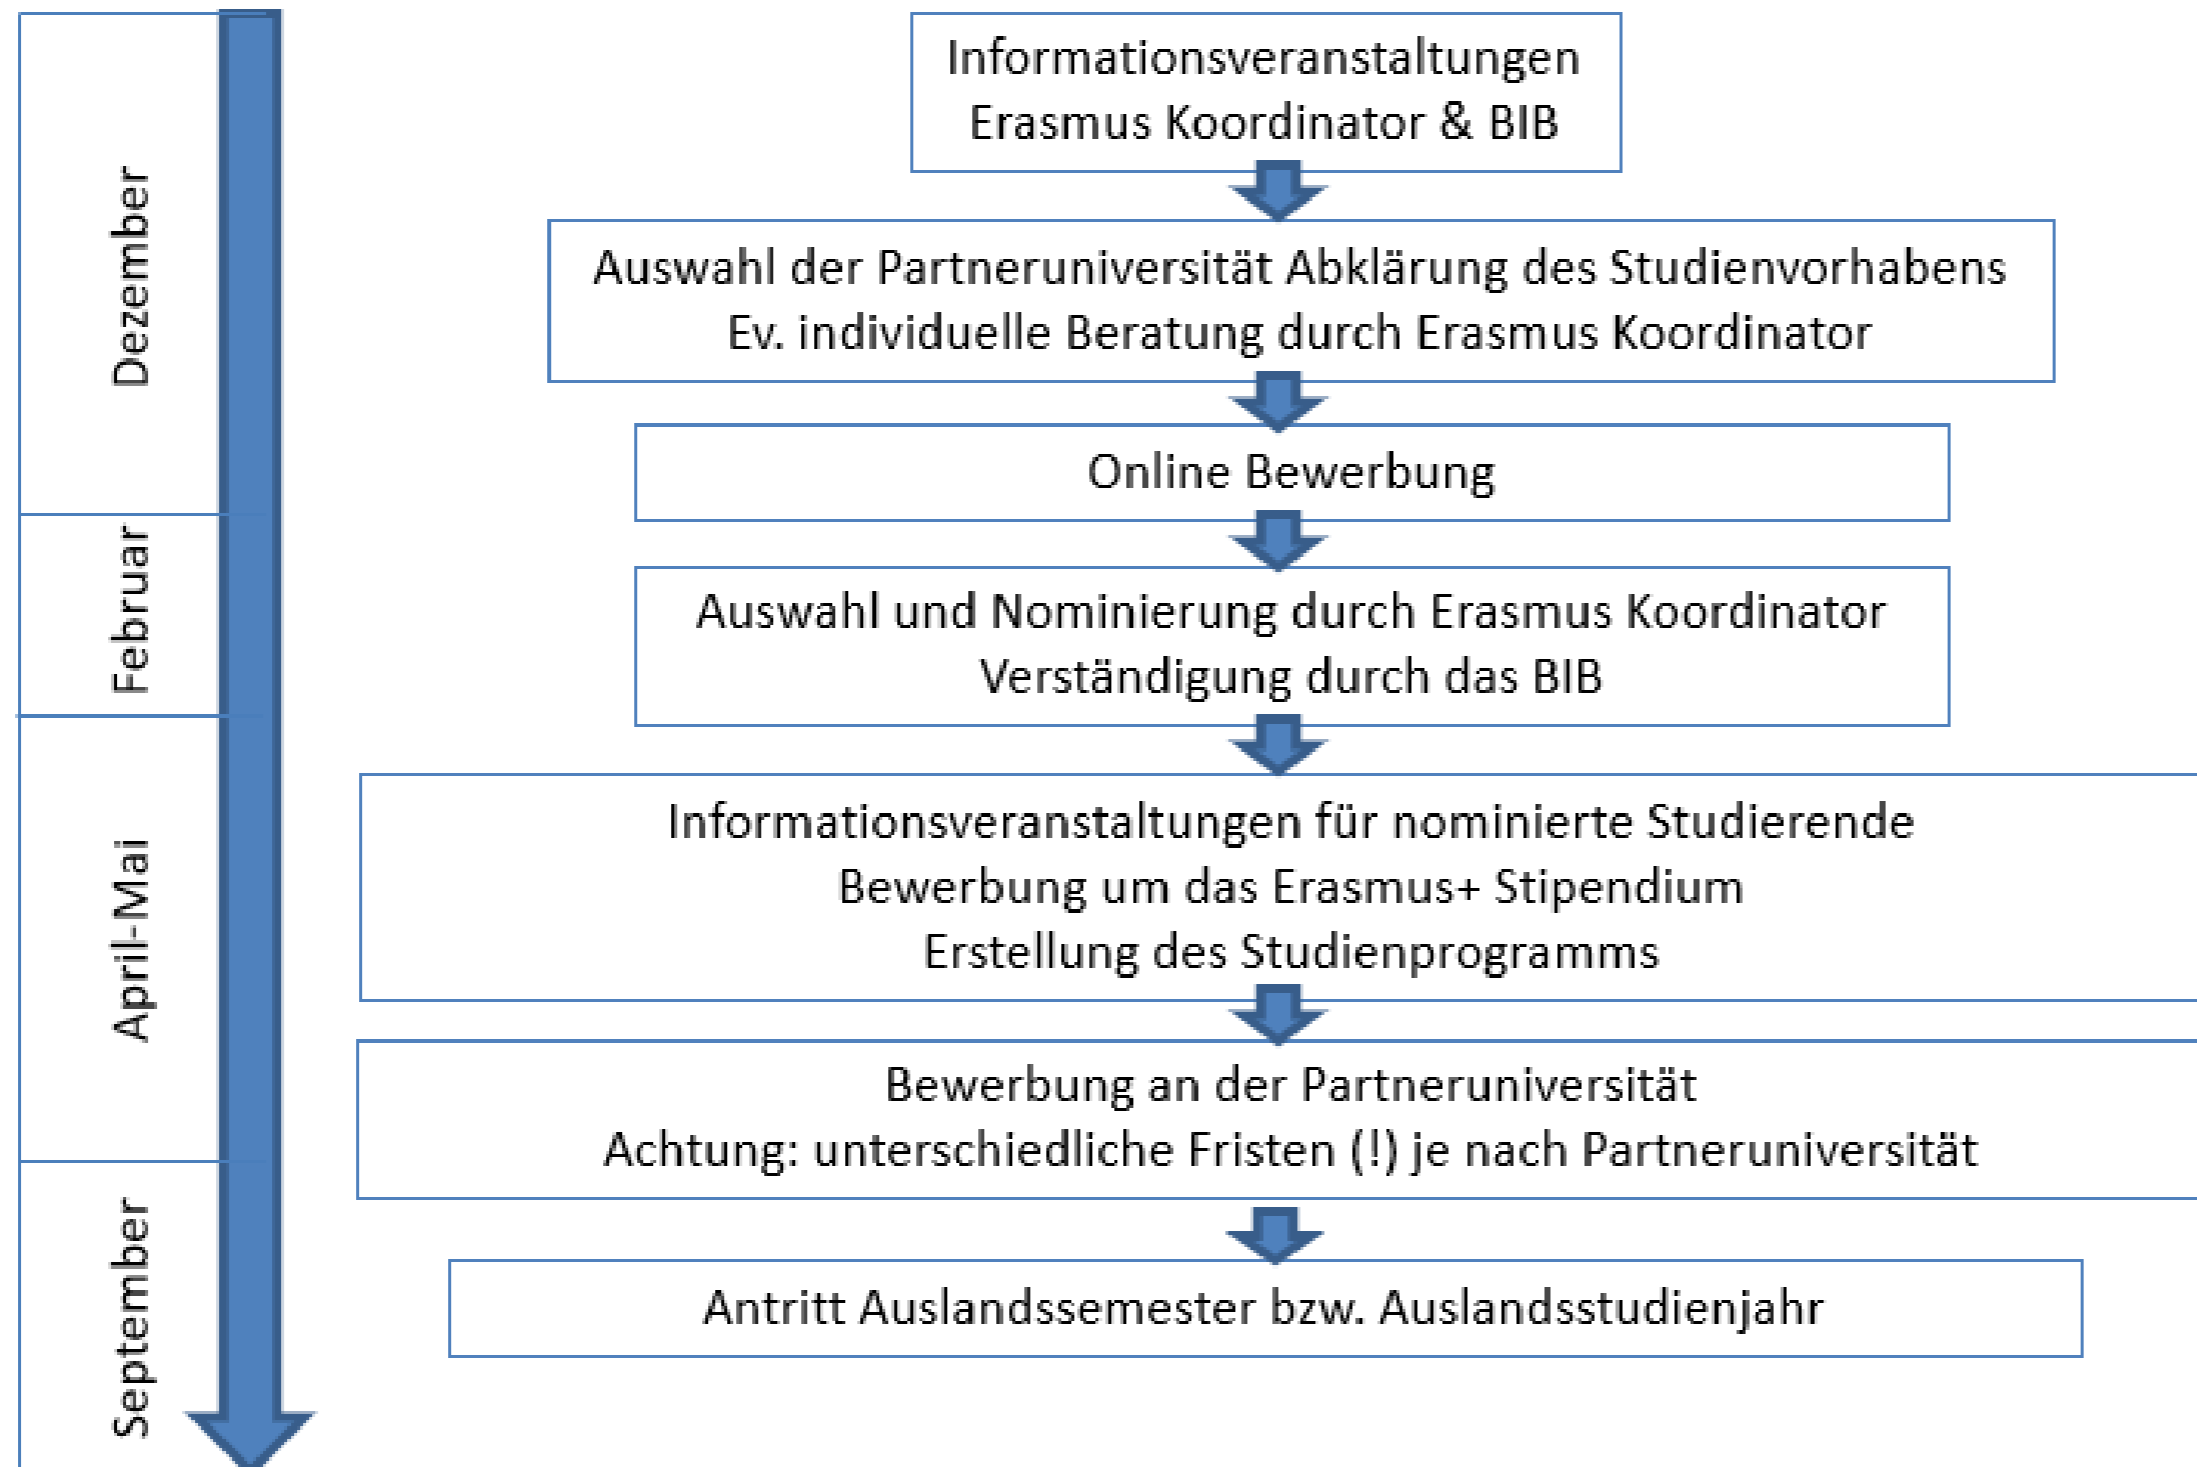 Dezember
Informationsveranstaltungen
Erasmus Koordinator & BIB
Auswahl der Partneruniversität Abklärung des Studienvorhabens
Ev. individuelle Beratung durch Erasmus Koordinator
Online Bewerbung
Februar
Auswahl und Nominierung durch Erasmus Koordinator
Verständigung durch das BIB
April-Mai
Informationsveranstaltungen für nominierte Studierende
Bewerbung um das Erasmus+ Stipendium
Erstellung des Studienprogramms
Bewerbung an der Partneruniversität
Achtung: unterschiedliche Fristen (!) je nach Partneruniversität
September
Antritt Auslandssemester bzw. Auslandsstudienjahr